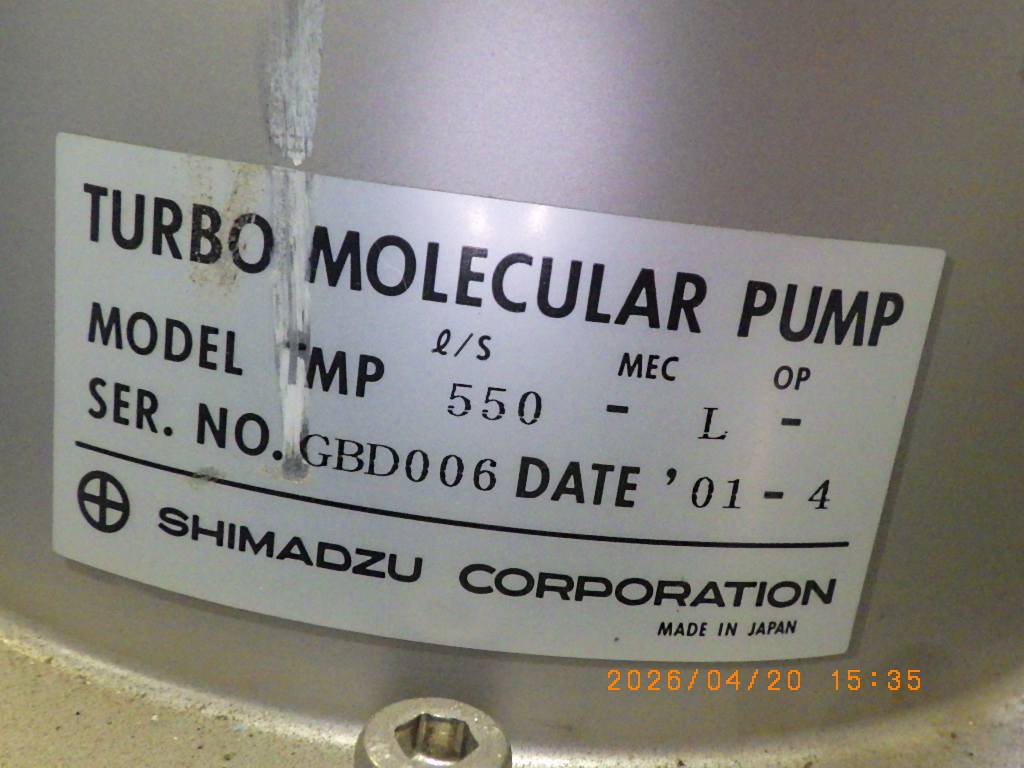 TURBO MOLECULAR PUMP
ℓ/S MEC OP
MODEL TMP 550 - L -
SER. NO. GBD006 DATE '01-4
SHIMADZU CORPORATION
MADE IN JAPAN
2026/04/20 15:35